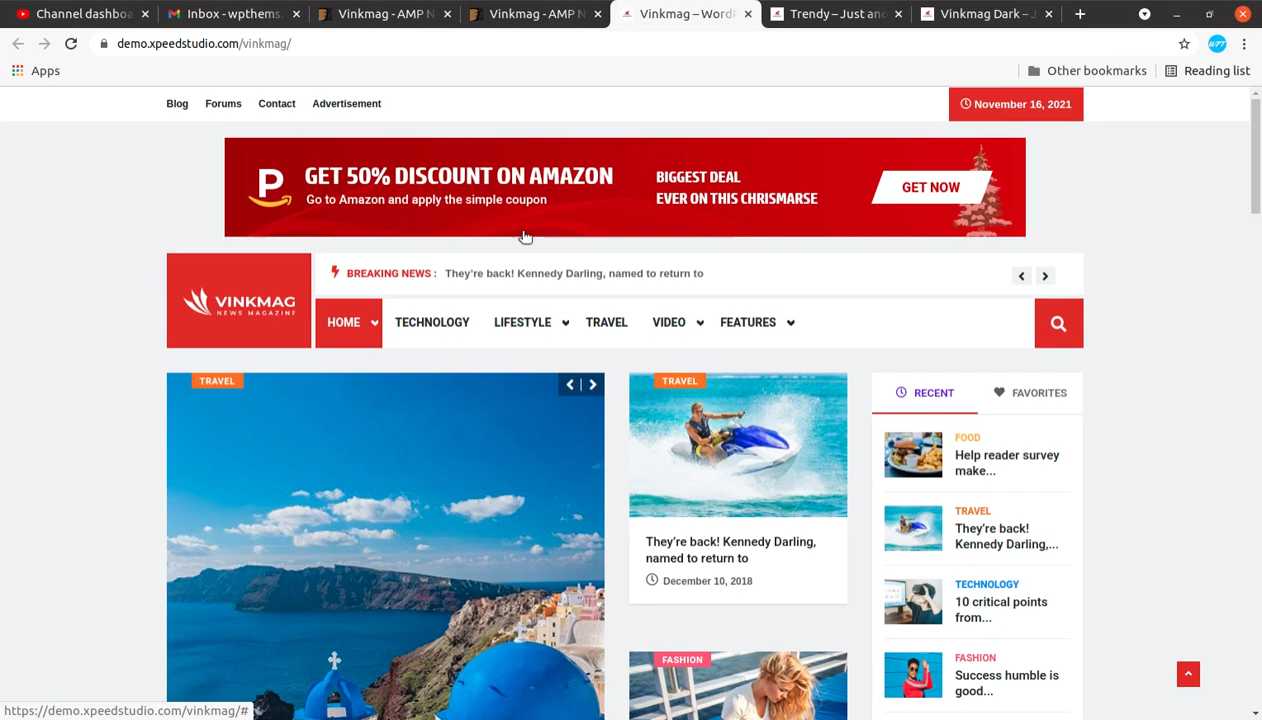 Channel dashboa
Inbox - wpthems.
Vinkmag - AMP N
Vinkmag - AMP N
Vinkmag – WordP
Trendy – Just ano
Vinkmag Dark – J
demo.xpeedstudio.com/vinkmag/
WPT
Apps
Other bookmarks
Reading list
Blog Forums Contact Advertisement
November 16, 2021
GET 50% DISCOUNT ON AMAZON
Go to Amazon and apply the simple coupon
BIGGEST DEAL
EVER ON THIS CHRISMARSE
GET NOW
VINKMAG
NEWS MAGAZINE
BREAKING NEWS : They're back! Kennedy Darling, named to return to
HOME TECHNOLOGY LIFESTYLE TRAVEL VIDEO FEATURES
TRAVEL
TRAVEL
They're back! Kennedy Darling,
named to return to
December 10, 2018
FASHION
RECENT FAVORITES
FOOD
Help reader survey
make...
TRAVEL
They're back!
Kennedy Darling,...
TECHNOLOGY
10 critical points
from...
FASHION
Success humble is
good...
https://demo.xpeedstudio.com/vinkmag/#